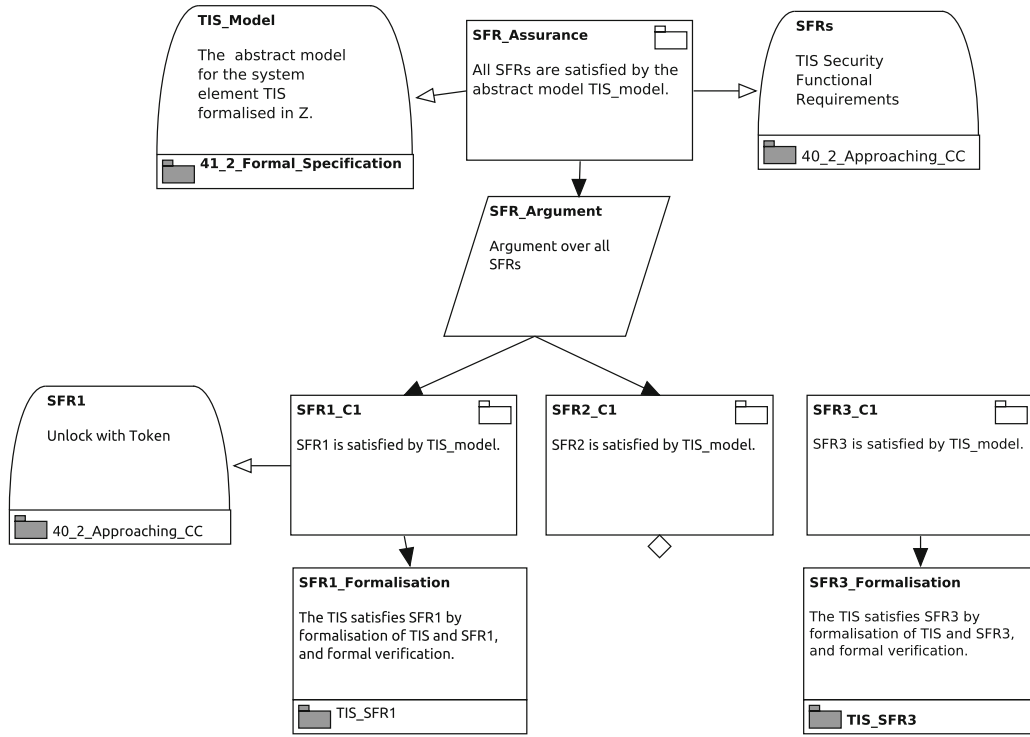 TIS_Model
The abstract model
for the system
element TIS
formalised in Z.
41_2_Formal_Specification
SFR_Assurance
All SFRs are satisfied by the
abstract model TIS_model.
SFRs
TIS Security
Functional
Requirements
40_2_Approaching_CC
SFR_Argument
Argument over all
SFRs
SFR1
Unlock with Token
40_2_Approaching_CC
SFR1_C1
SFR1 is satisfied by TIS_model.
SFR2_C1
SFR2 is satisfied by TIS_model.
SFR3_C1
SFR3 is satisfied by TIS_model.
SFR1_Formalisation
The TIS satisfies SFR1 by
formalisation of TIS and SFR1,
and formal verification.
TIS_SFR1
SFR3_Formalisation
The TIS satisfies SFR3 by
formalisation of TIS and SFR3,
and formal verification.
TIS_SFR3